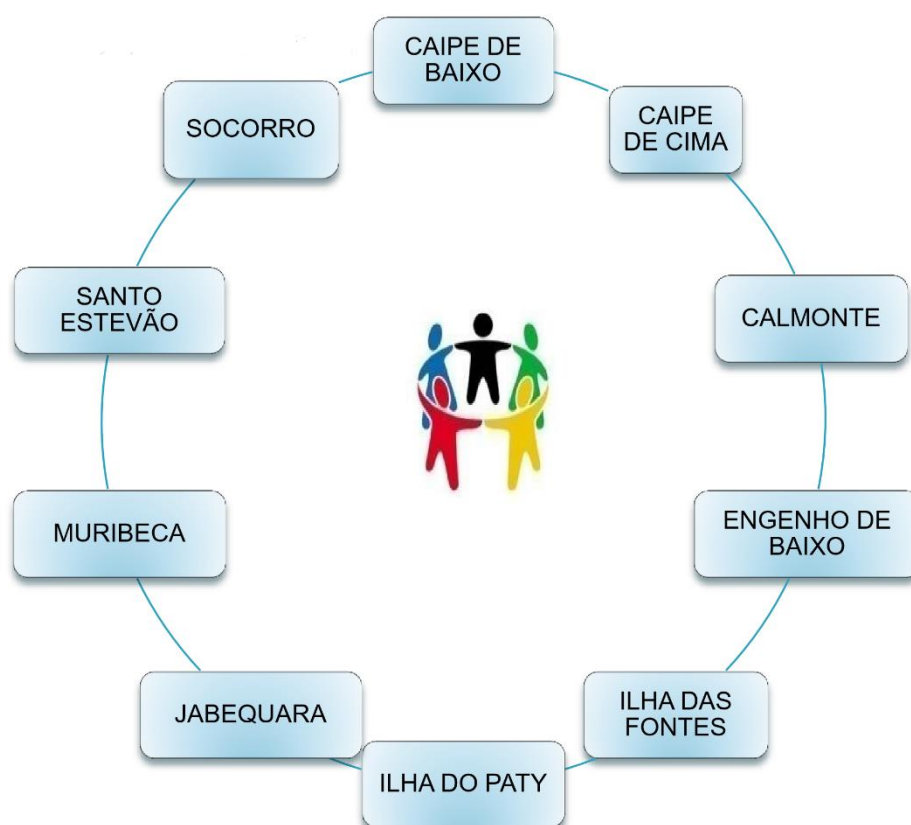 CAIPE DE
BAIXO
CAIPE
DE CIMA
CALMONTE
ENGENHO DE
BAIXO
ILHA DAS
FONTES
ILHA DO PATY
JABEQUARA
MURIBECA
SANTO
ESTEVÃO
SOCORRO